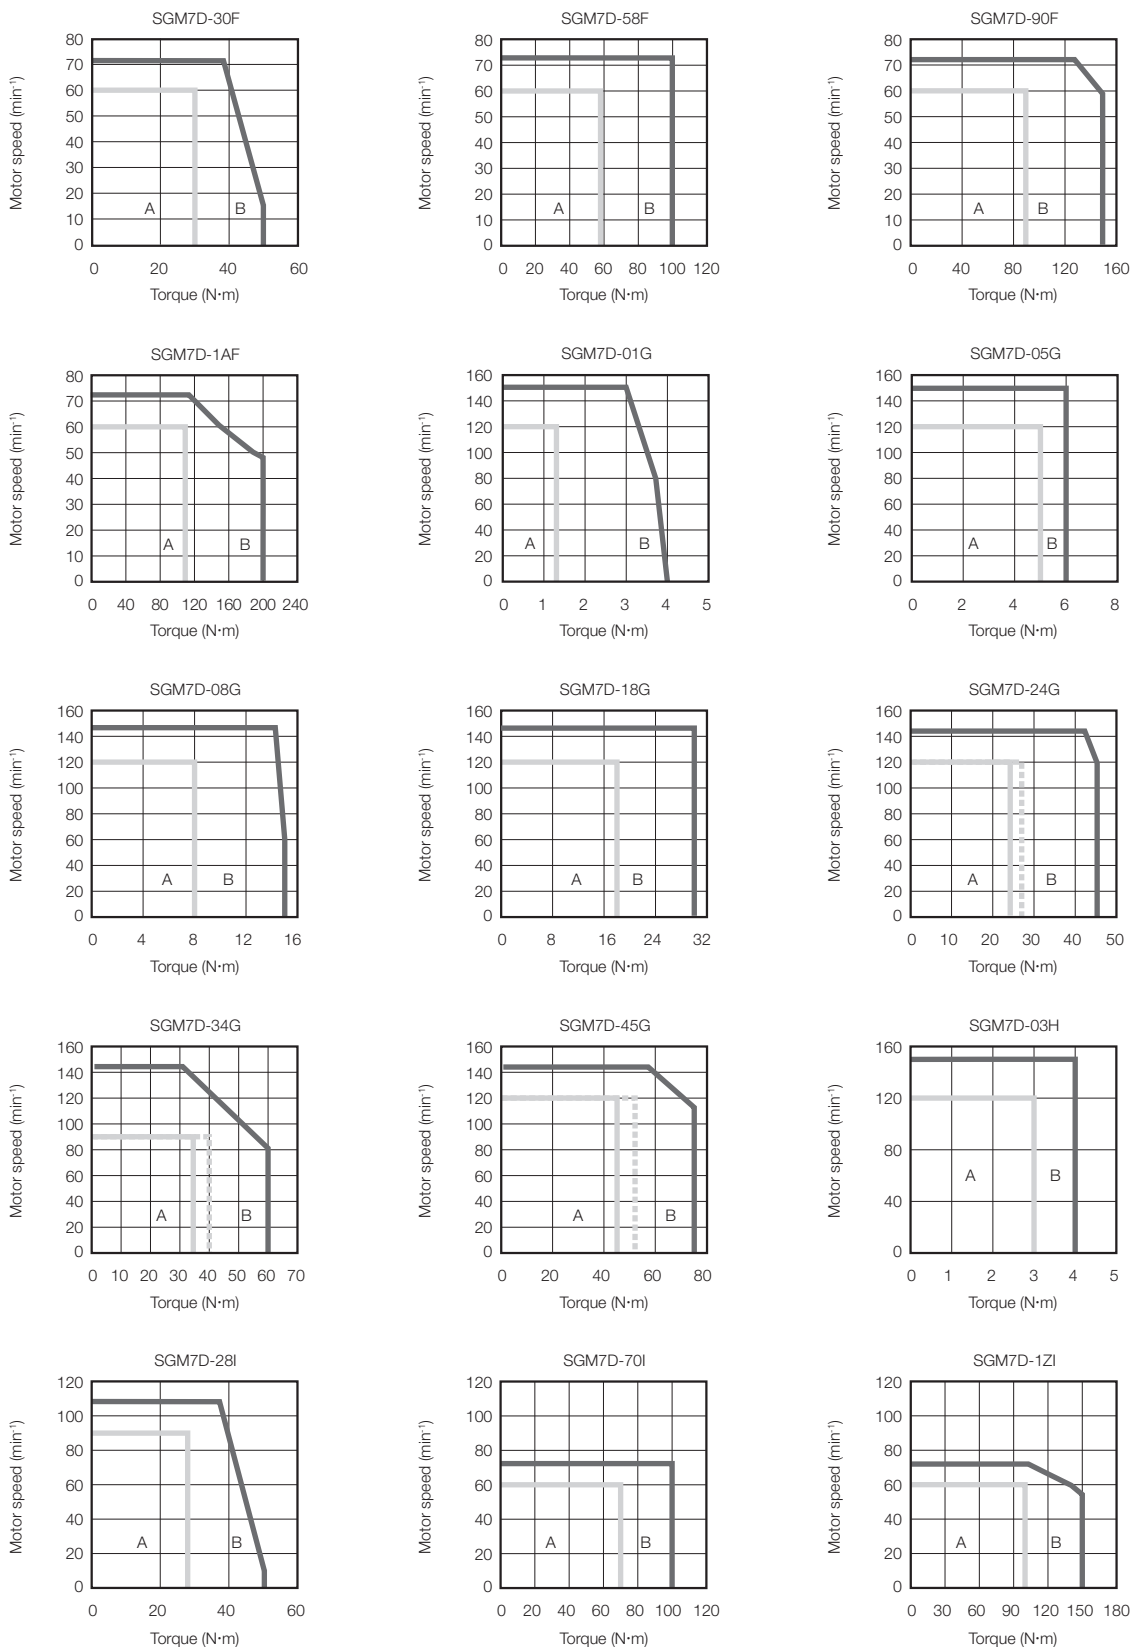 SGM7D-30F
Motor speed (min⁻¹)
80
70
60
50
40
30
20
10
0
A B
0 20 40 60
Torque (N•m)
SGM7D-58F
Motor speed (min⁻¹)
80
70
60
50
40
30
20
10
0
A B
0 20 40 60 80 100 120
Torque (N•m)
SGM7D-90F
Motor speed (min⁻¹)
80
70
60
50
40
30
20
10
0
A B
0 40 80 120 160
Torque (N•m)
SGM7D-1AF
Motor speed (min⁻¹)
80
70
60
50
40
30
20
10
0
A B
0 40 80 120 160 200 240
Torque (N•m)
SGM7D-01G
Motor speed (min⁻¹)
160
140
120
100
80
60
40
20
0
A B
0 1 2 3 4 5
Torque (N•m)
SGM7D-05G
Motor speed (min⁻¹)
160
140
120
100
80
60
40
20
0
A B
0 2 4 6 8
Torque (N•m)
SGM7D-08G
Motor speed (min⁻¹)
160
140
120
100
80
60
40
20
0
A B
0 4 8 12 16
Torque (N•m)
SGM7D-18G
Motor speed (min⁻¹)
160
140
120
100
80
60
40
20
0
A B
0 8 16 24 32
Torque (N•m)
SGM7D-24G
Motor speed (min⁻¹)
160
140
120
100
80
60
40
20
0
A B
0 10 20 30 40 50
Torque (N•m)
SGM7D-34G
Motor speed (min⁻¹)
160
140
120
100
80
60
40
20
0
A B
0 10 20 30 40 50 60 70
Torque (N•m)
SGM7D-45G
Motor speed (min⁻¹)
160
140
120
100
80
60
40
20
0
A B
0 20 40 60 80
Torque (N•m)
SGM7D-03H
Motor speed (min⁻¹)
160
120
80
40
0
A B
0 1 2 3 4 5
Torque (N•m)
SGM7D-28I
Motor speed (min⁻¹)
120
100
80
60
40
20
0
A B
0 20 40 60
Torque (N•m)
SGM7D-70I
Motor speed (min⁻¹)
120
100
80
60
40
20
0
A B
0 20 40 60 80 100 120
Torque (N•m)
SGM7D-1ZI
Motor speed (min⁻¹)
120
100
80
60
40
20
0
A B
0 30 60 90 120 150 180
Torque (N•m)